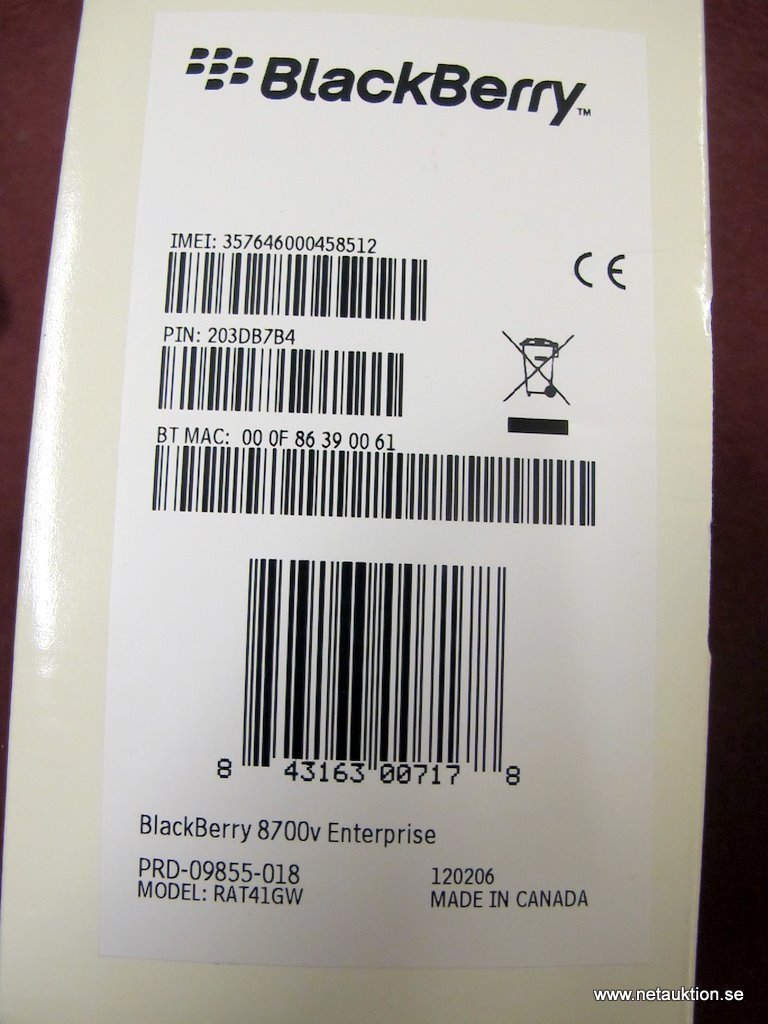 BlackBerry™
IMEI: 357646000458512
CE
PIN: 203DB7B4
BT MAC: 00 0F 86 39 00 61
8 43163 00717 8
BlackBerry 8700v Enterprise
PRD-09855-018
MODEL: RAT41GW
120206
MADE IN CANADA
www.netauktion.se